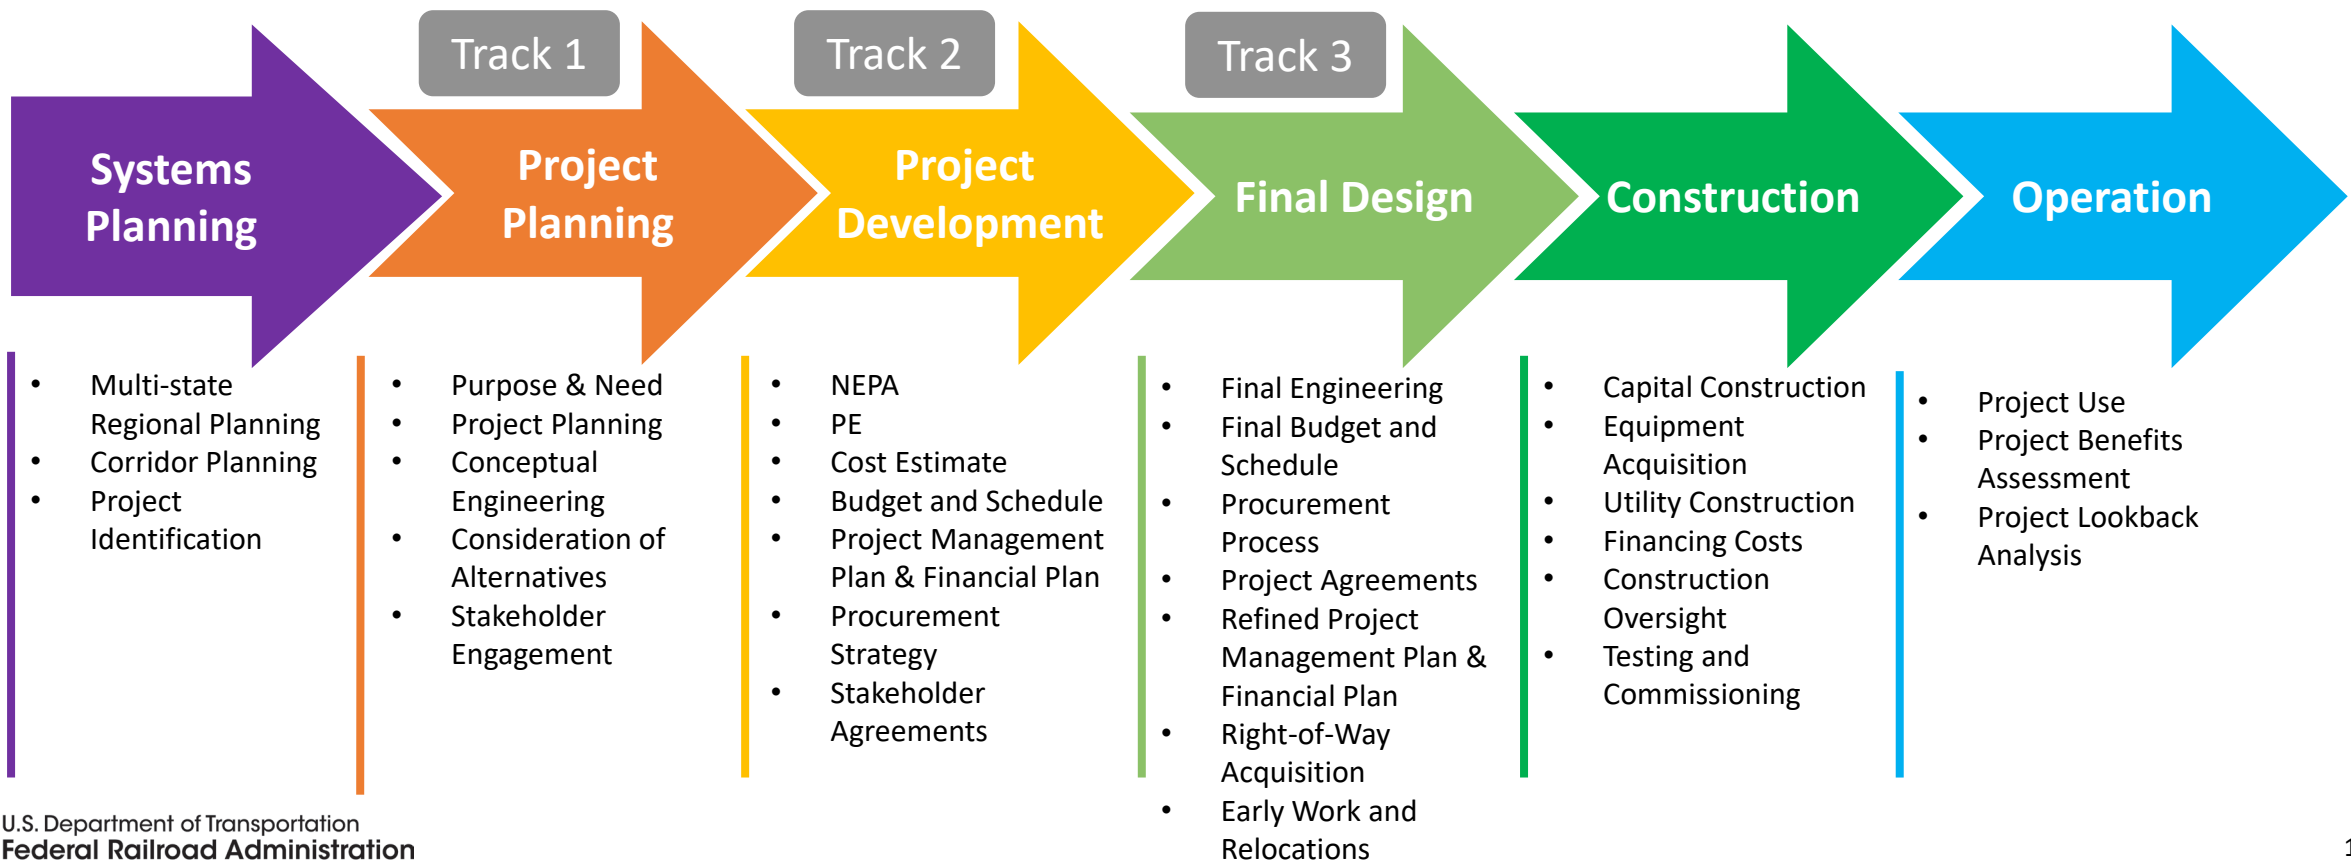 Track 1
Track 2
Track 3
Systems
Planning
Project
Planning
Project
Development
Final Design
Construction
Operation
• Multi-state
Regional Planning
• Corridor Planning
• Project
Identification
• Purpose & Need
• Project Planning
• Conceptual
Engineering
• Consideration of
Alternatives
• Stakeholder
Engagement
• NEPA
• PE
• Cost Estimate
• Budget and Schedule
• Project Management
Plan & Financial Plan
• Procurement
Strategy
• Stakeholder
Agreements
• Final Engineering
• Final Budget and
Schedule
• Procurement
Process
• Project Agreements
• Refined Project
Management Plan &
Financial Plan
• Right-of-Way
Acquisition
• Early Work and
Relocations
• Capital Construction
• Equipment
Acquisition
• Utility Construction
• Financing Costs
• Construction
Oversight
• Testing and
Commissioning
• Project Use
• Project Benefits
Assessment
• Project Lookback
Analysis
U.S. Department of Transportation
Federal Railroad Administration